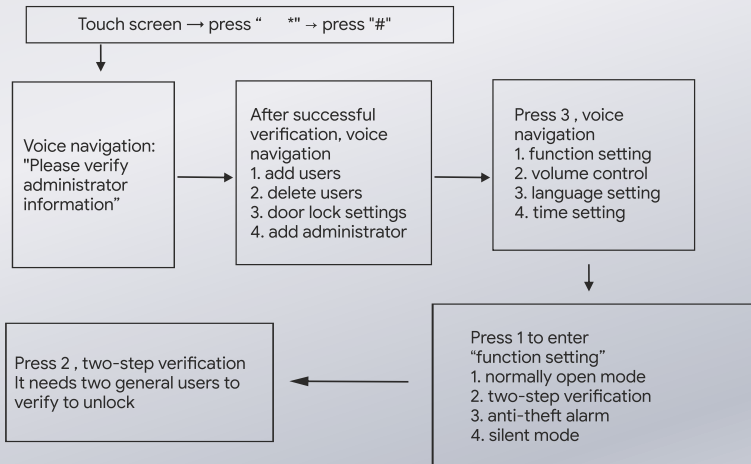 Touch screen → press “ *" → press "#"
Voice navigation:
"Please verify
administrator
information”
After successful
verification, voice
navigation
1. add users
2. delete users
3. door lock settings
4. add administrator
Press 3 , voice
navigation
1. function setting
2. volume control
3. language setting
4. time setting
Press 1 to enter
“function setting”
1. normally open mode
2. two-step verification
3. anti-theft alarm
4. silent mode
Press 2 , two-step verification
It needs two general users to
verify to unlock